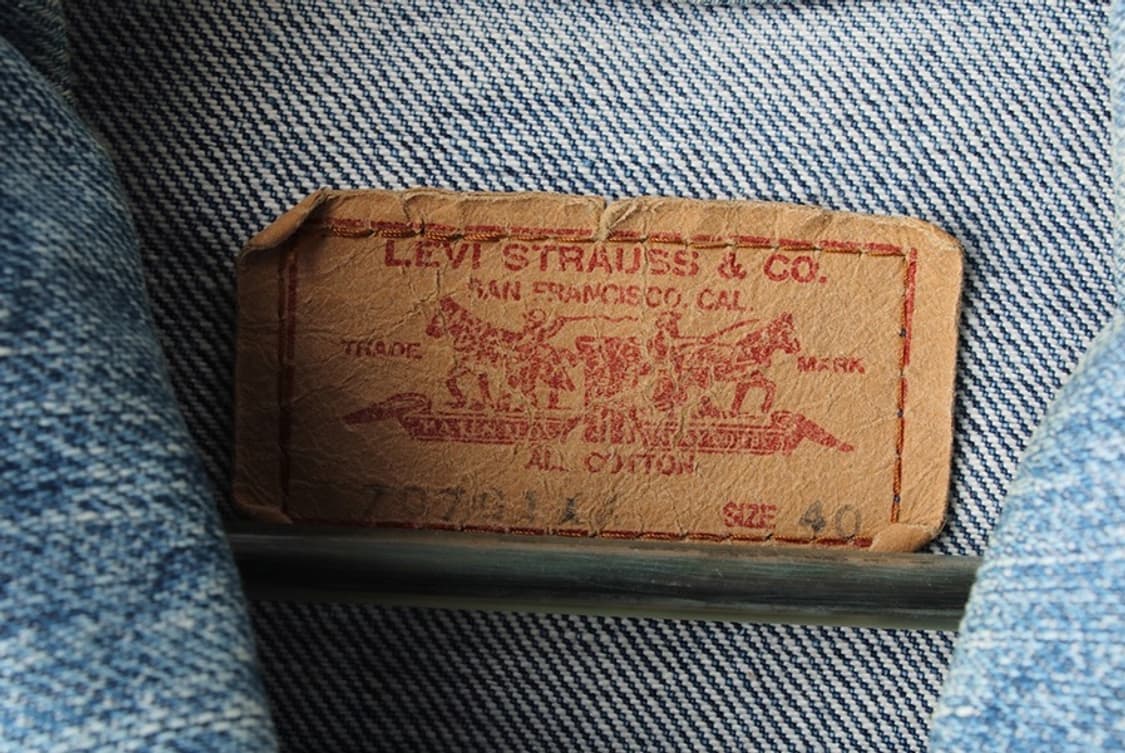 LEVI STRAUSS & CO.
SAN FRANCISCO, CAL.
TRADE MARK
ALL COTTON
SIZE 40